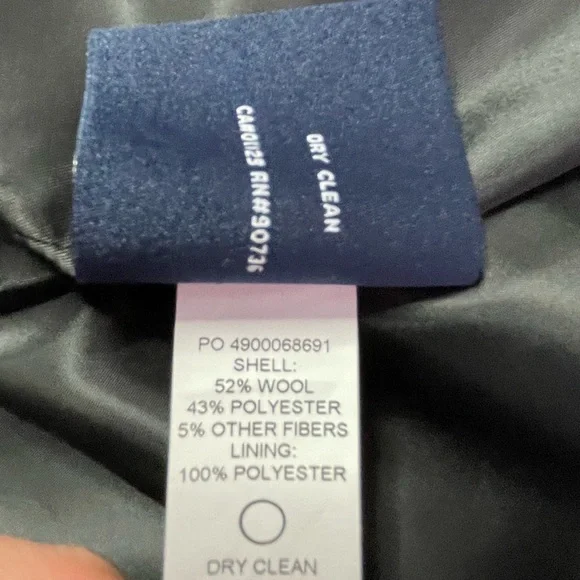 DRY CLEAN
CA#01125 RN#90736
PO 4900068691
SHELL:
52% WOOL
43% POLYESTER
5% OTHER FIBERS
LINING:
100% POLYESTER
DRY CLEAN